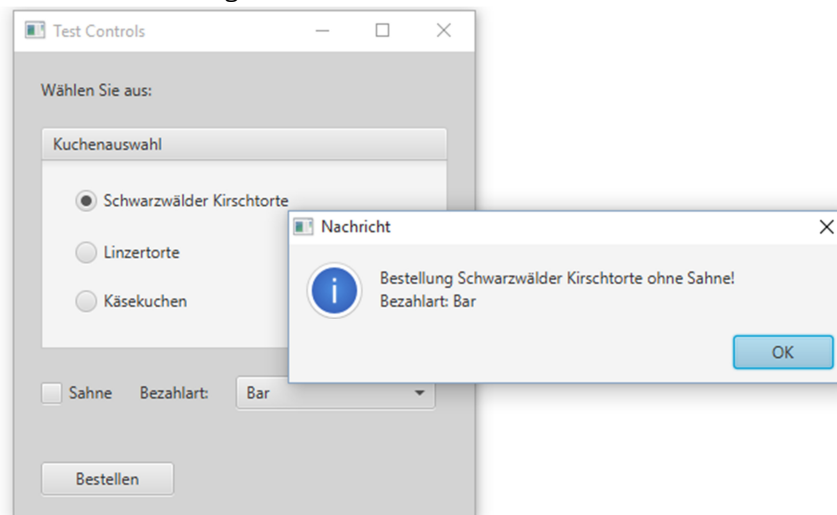 Test Controls
Wählen Sie aus:
Kuchenauswahl
Schwarzwälder Kirschtorte
Linzertorte
Käsekuchen
Sahne Bezahlart: Bar
Bestellen
Nachricht
Bestellung Schwarzwälder Kirschtorte ohne Sahne!
Bezahlart: Bar
OK